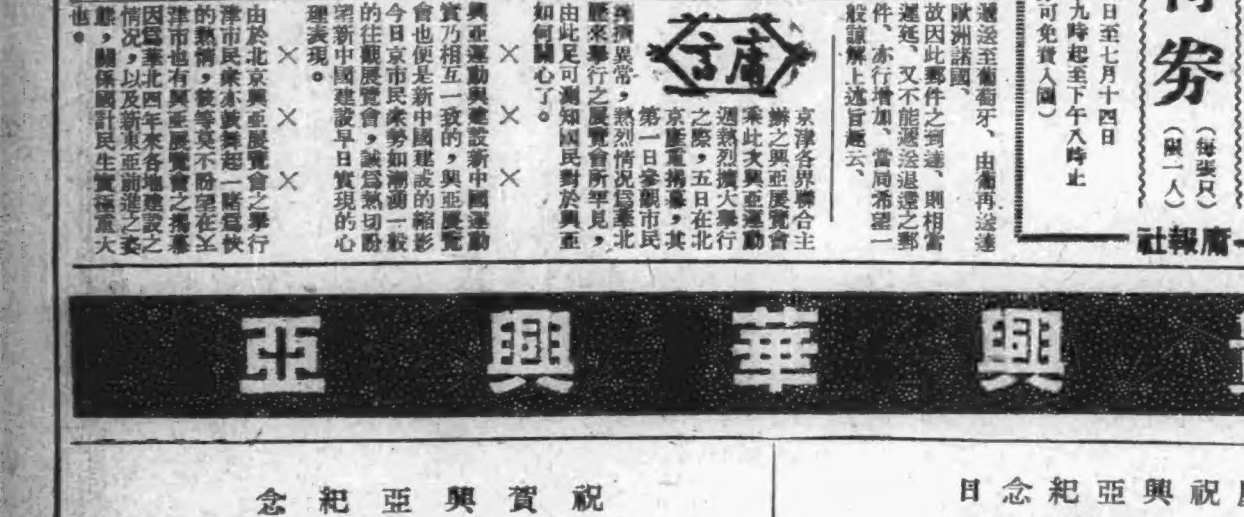 券
(每張只)
(限一人)
庸報社
日至七月十四日
九時起至下午八時止
可免費入園)
遞送至葡萄牙、由葡再送達
歐洲諸國、
故因此郵件之到達、則相當
遲延、又不能遞送退還之郵
件、亦行增加、當局希望一
般諒解上述旨趣云、
庸言
京津各界聯合主
辦之興亞展覽會
乘此大興亞運動
週熱烈擴大舉行
之際,五日在北
京隆重揭幕,其
第一日參觀市民
擁擠異常,熱烈情况爲華北
歷來舉行之展覽會所罕見,
由此足可測知國民對於興亞
如何關心了。
× × ×
興亞運動與建設新中國運動
實乃相互一致的,興亞展覽
會也便是新中國建設的縮影
今日京市民衆勢如潮湧一般
的往觀展覽會,誠爲熱切盼
望新中國建設早日實現的心
理表現。
× × ×
由於北京興亞展覽會之舉行
津市民衆亦鼓舞起一睹爲快
的熱情,彼等莫不盼望在
津市也有興亞展覽會之揭幕
因爲華北四年來各地建設之
情况,以及新東亞前進之姿
態,關係國計民生實極重大
也。
興華興亞
祝興亞紀念日
祝賀興亞紀念